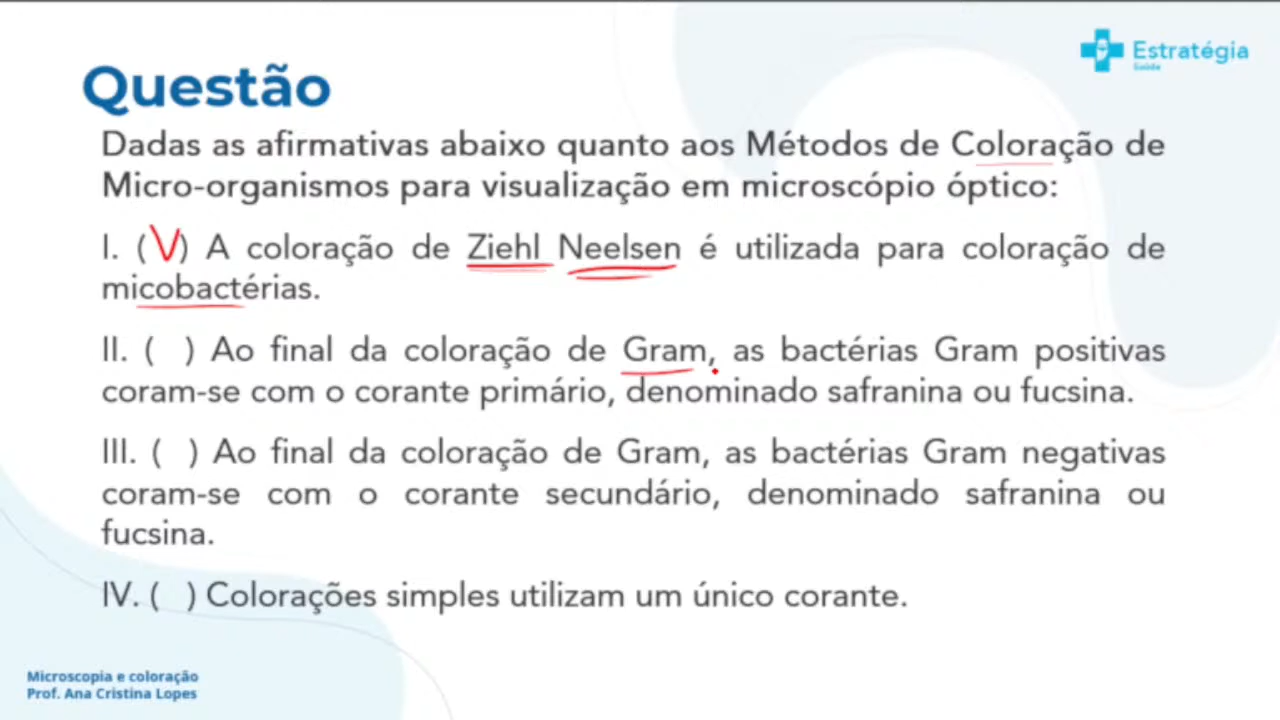 Estratégia
Saúde
Questão
Dadas as afirmativas abaixo quanto aos Métodos de Coloração de
Micro-organismos para visualização em microscópio óptico:
I. (V) A coloração de Ziehl Neelsen é utilizada para coloração de
micobactérias.
II. ( ) Ao final da coloração de Gram, as bactérias Gram positivas
coram-se com o corante primário, denominado safranina ou fucsina.
III. ( ) Ao final da coloração de Gram, as bactérias Gram negativas
coram-se com o corante secundário, denominado safranina ou
fucsina.
IV. ( ) Colorações simples utilizam um único corante.
Microscopia e coloração
Prof. Ana Cristina Lopes